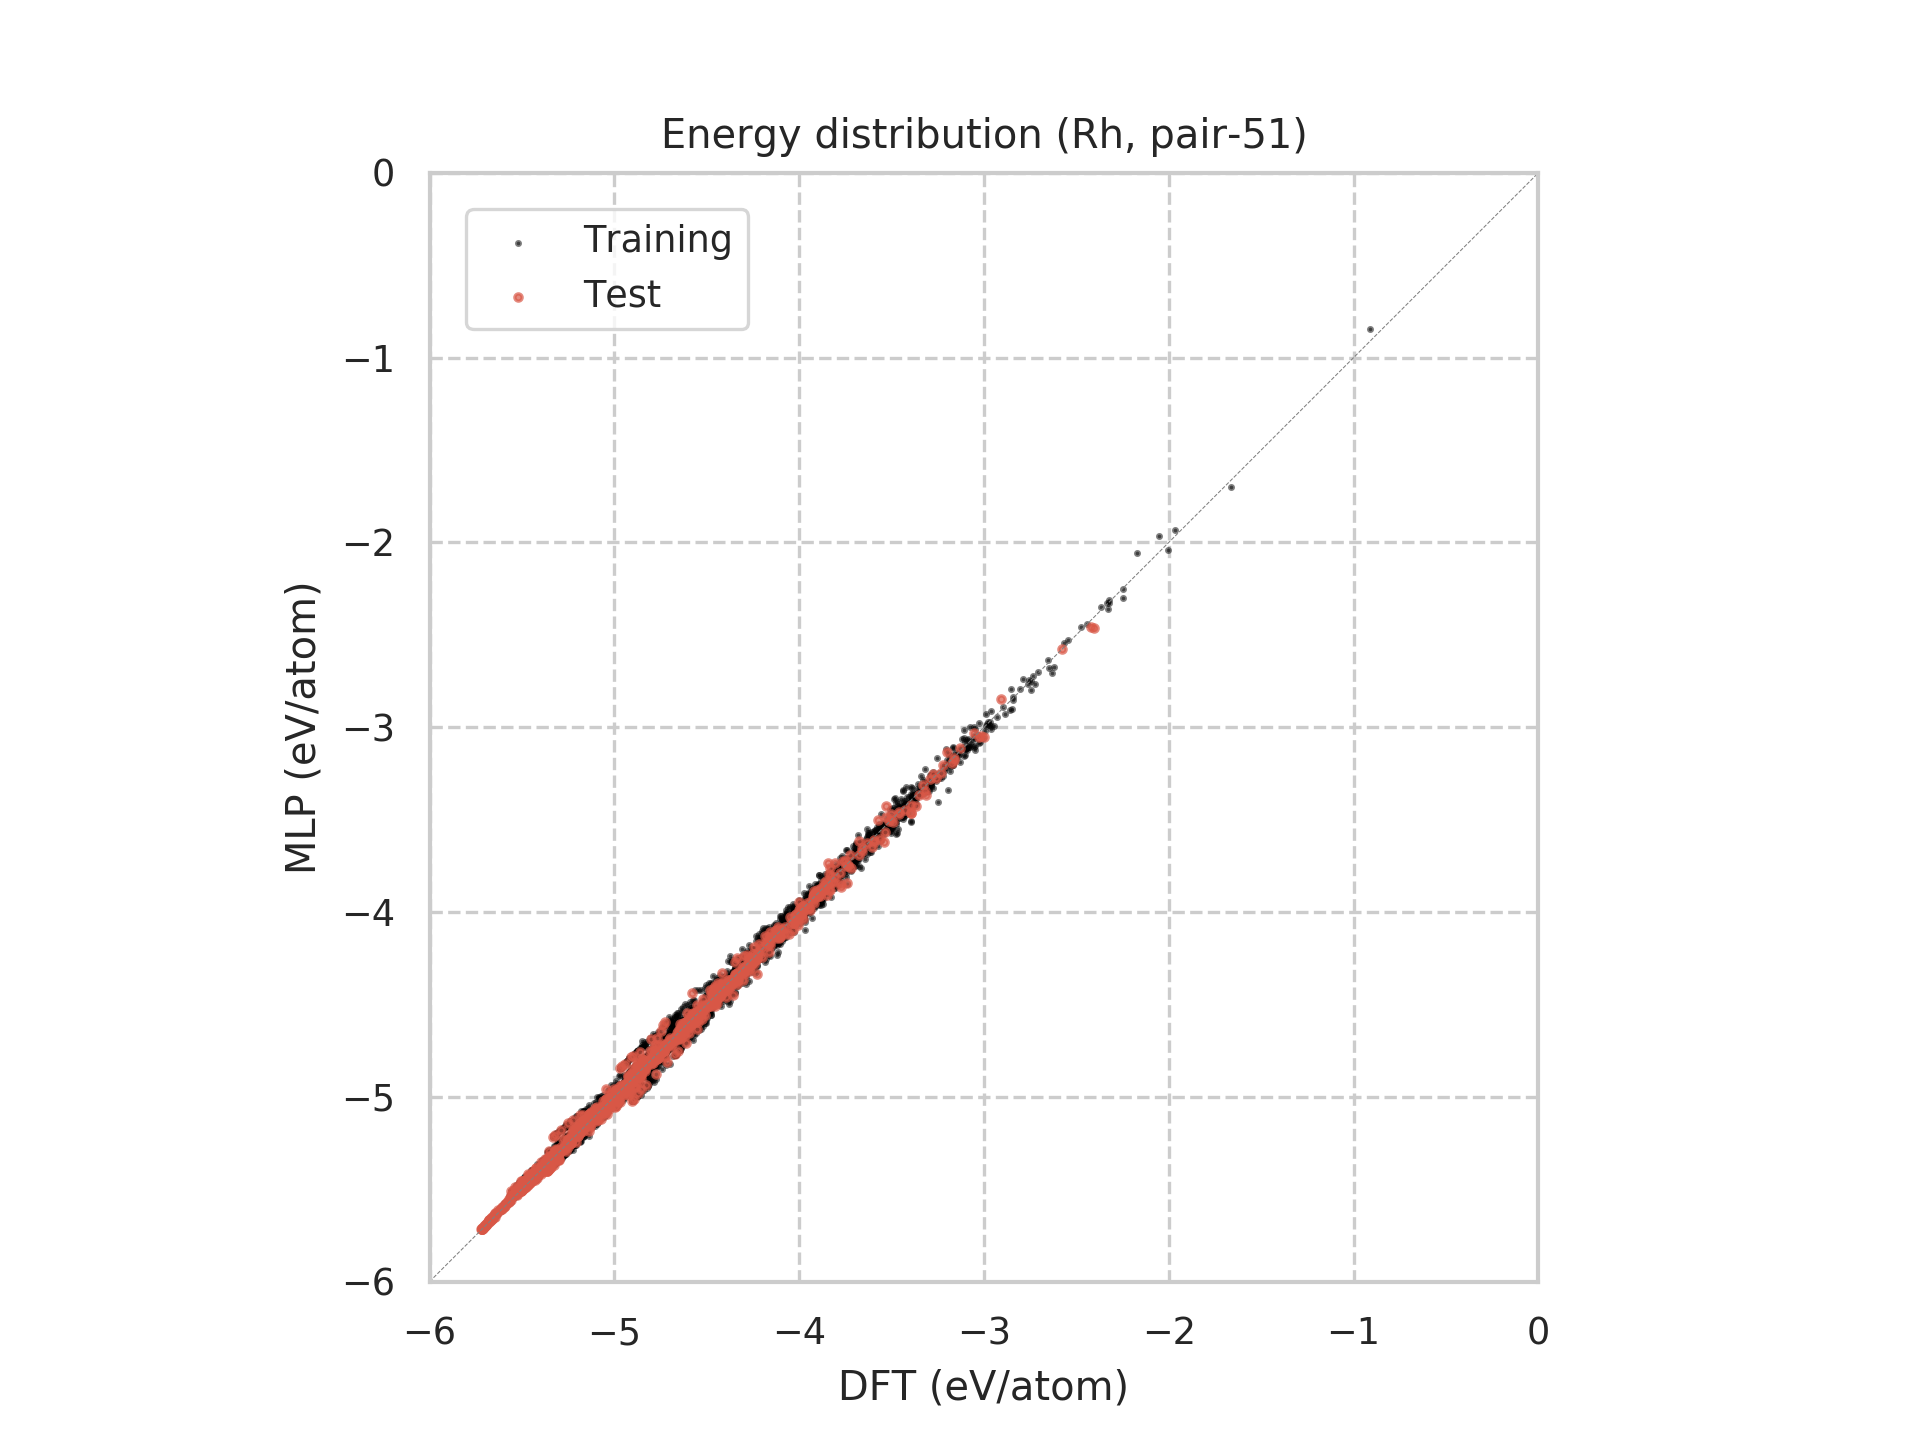 Energy distribution (Rh, pair-51)
0
−1
−2
−3
−4
−5
−6
MLP (eV/atom)
Training
Test
−6 −5 −4 −3 −2 −1 0
DFT (eV/atom)